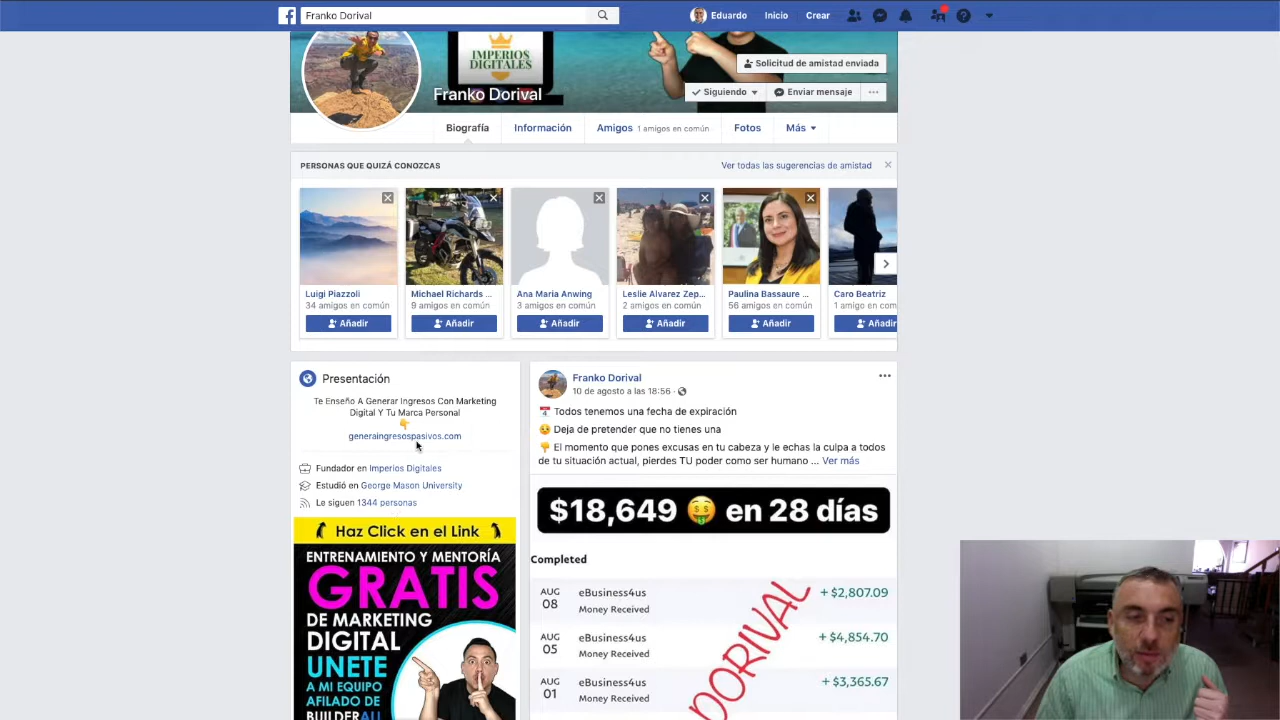 Franko Dorival
Eduardo
Inicio
Crear
IMPERIOS
DIGITALES
Franko Dorival
Solicitud de amistad enviada
Siguiendo
Enviar mensaje
Biografía
Información
Amigos 1 amigos en común
Fotos
Más
PERSONAS QUE QUIZÁ CONOZCAS
Ver todas las sugerencias de amistad
Luigi Piazzoli
34 amigos en común
Añadir
Michael Richards ...
9 amigos en común
Añadir
Ana Maria Anwing
3 amigos en común
Añadir
Leslie Alvarez Zep...
2 amigos en común
Añadir
Paulina Bassaure ...
56 amigos en común
Añadir
Caro Beatriz
1 amigo en com
Añadir
Presentación
Te Enseño A Generar Ingresos Con Marketing
Digital Y Tu Marca Personal
👇
generaingresospasivos.com
Fundador en Imperios Digitales
Estudió en George Mason University
Le siguen 1344 personas
Haz Click en el Link
ENTRENAMIENTO Y MENTORÍA
GRATIS
DE MARKETING
DIGITAL
UNETE
A MI EQUIPO
AFILADO DE
BUILDERALL
Franko Dorival
10 de agosto a las 18:56 ·
📅 Todos tenemos una fecha de expiración
😣 Deja de pretender que no tienes una
👇 El momento que pones excusas en tu cabeza y le echas la culpa a todos
de tu situación actual, pierdes TU poder como ser humano ... Ver más
$18,649 🤑 en 28 días
Completed
AUG
08
eBusiness4us
Money Received
+ $2,807.09
AUG
05
eBusiness4us
Money Received
+ $4,854.70
AUG
01
eBusiness4us
Money Received
+ $3,365.67
DORIVAL